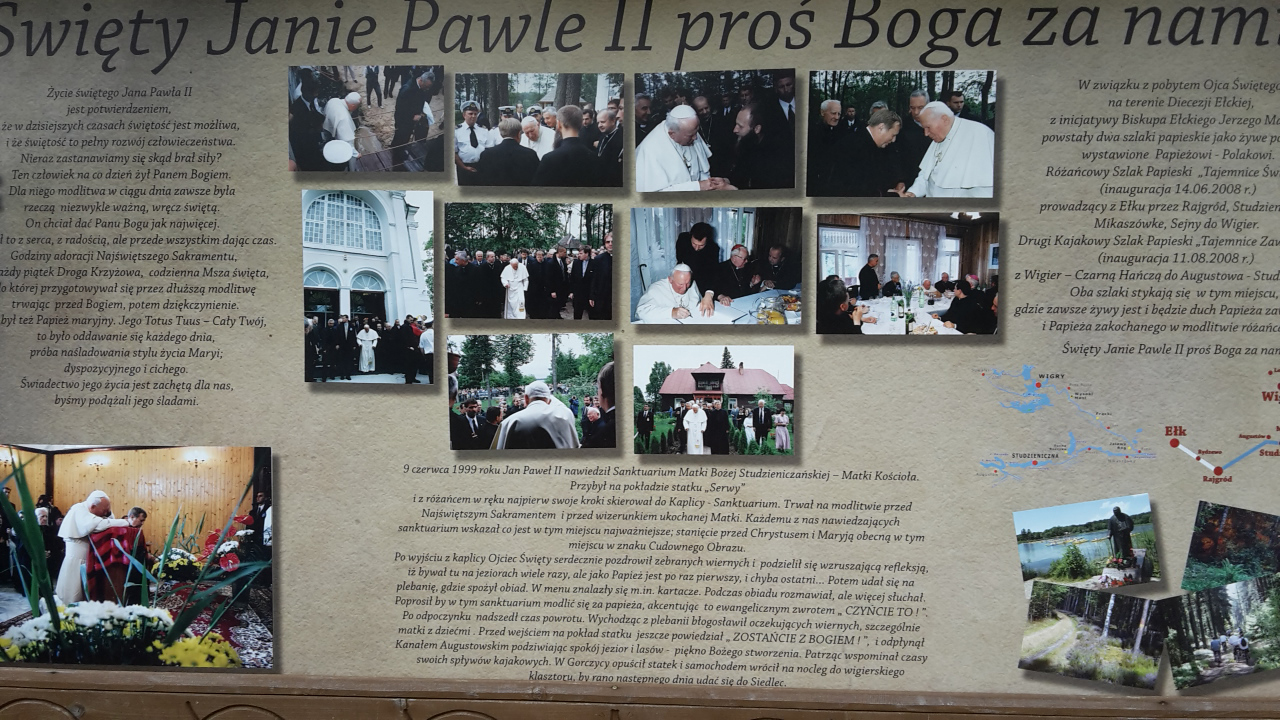 Święty Janie Pawle II proś Boga za nami
Życie świętego Jana Pawła II
jest potwierdzeniem,
że w dzisiejszych czasach świętość jest możliwa,
i że świętość to pełny rozwój człowieczeństwa.
Nieraz zastanawiamy się skąd brał siły?
Ten człowiek na co dzień żył Panem Bogiem.
Dla niego modlitwa w ciągu dnia zawsze była
rzeczą niezwykle ważną, wręcz świętą.
On chciał dać Panu Bogu jak najwięcej.
to z serca, z radością, ale przede wszystkim dając czas.
Godziny adoracji Najświętszego Sakramentu,
piątek Droga Krzyżowa, codzienna Msza święta,
do której przygotowywał się przez dłuższą modlitwę
trwając przed Bogiem, potem dziękczynienie.
był też Papież maryjny. Jego Totus Tuus – Cały Twój,
to było oddawanie się każdego dnia,
próba naśladowania stylu życia Maryi;
dyspozycyjnego i cichego.
Świadectwo jego życia jest zachętą dla nas,
byśmy podążali jego śladami.
9 czerwca 1999 roku Jan Paweł II nawiedził Sanktuarium Matki Bożej Studzieniczańskiej – Matki Kościoła.
Przybył na pokładzie statku „Serwy"
i z różańcem w ręku najpierw swoje kroki skierował do Kaplicy - Sanktuarium. Trwał na modlitwie przed
Najświętszym Sakramentem i przed wizerunkiem ukochanej Matki. Każdemu z nas nawiedzających
sanktuarium wskazał co jest w tym miejscu najważniejsze; stanięcie przed Chrystusem i Maryją obecną w tym
miejscu w znaku Cudownego Obrazu.
Po wyjściu z kaplicy Ojciec Święty serdecznie pozdrowił zebranych wiernych i podzielił się wzruszającą refleksją,
iż bywał tu na jeziorach wiele razy, ale jako Papież jest po raz pierwszy, i chyba ostatni... Potem udał się na
plebanię, gdzie spożył obiad. W menu znalazły się m.in. kartacze. Podczas obiadu rozmawiał, ale więcej słuchał.
Poprosił by w tym sanktuarium modlić się za papieża, akcentując to ewangelicznym zwrotem „ CZYŃCIE TO ! ".
Po odpoczynku nadszedł czas powrotu. Wychodząc z plebanii błogosławił oczekujących wiernych, szczególnie
matki z dziećmi . Przed wejściem na pokład statku jeszcze powiedział „ ZOSTAŃCIE Z BOGIEM ! ", i odpłynął
Kanałem Augustowskim podziwiając spokój jezior i lasów - piękno Bożego stworzenia. Patrząc wspominał czasy
swoich spływów kajakowych. W Gorczycy opuścił statek i samochodem wrócił na nocleg do wigierskiego
klasztoru, by rano następnego dnia udać się do Siedlec.
W związku z pobytem Ojca Świętego
na terenie Diecezji Ełckiej,
z inicjatywy Biskupa Ełckiego Jerzego
powstały dwa szlaki papieskie jako żywe
wystawione Papieżowi - Polakowi.
Różańcowy Szlak Papieski „Tajemnice
(inauguracja 14.06.2008 r.)
prowadzący z Ełku przez Rajgród,
Mikaszówke, Sejny do Wigier.
Drugi Kajakowy Szlak Papieski „Tajemnice
(inauguracja 11.08.2008 r.)
z Wigier – Czarną Hańczą do Augustowa -
Oba szlaki stykają się w tym miejscu,
gdzie zawsze żywy jest i będzie duch Papieża
i Papieża zakochanego w modlitwie
Święty Janie Pawle II proś Boga za
WIGRY
STUDZIENICZNA
Ełk
Rajgród
Augustów